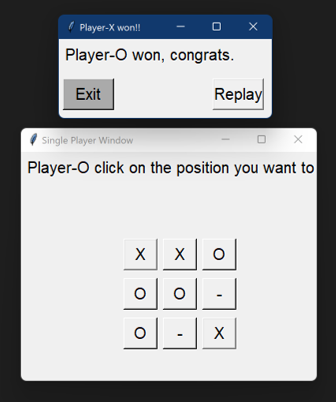 Player-X won!!
Player-O won, congrats.
Exit Replay
Single Player Window
Player-O click on the position you want to
X X O
O O -
O - X